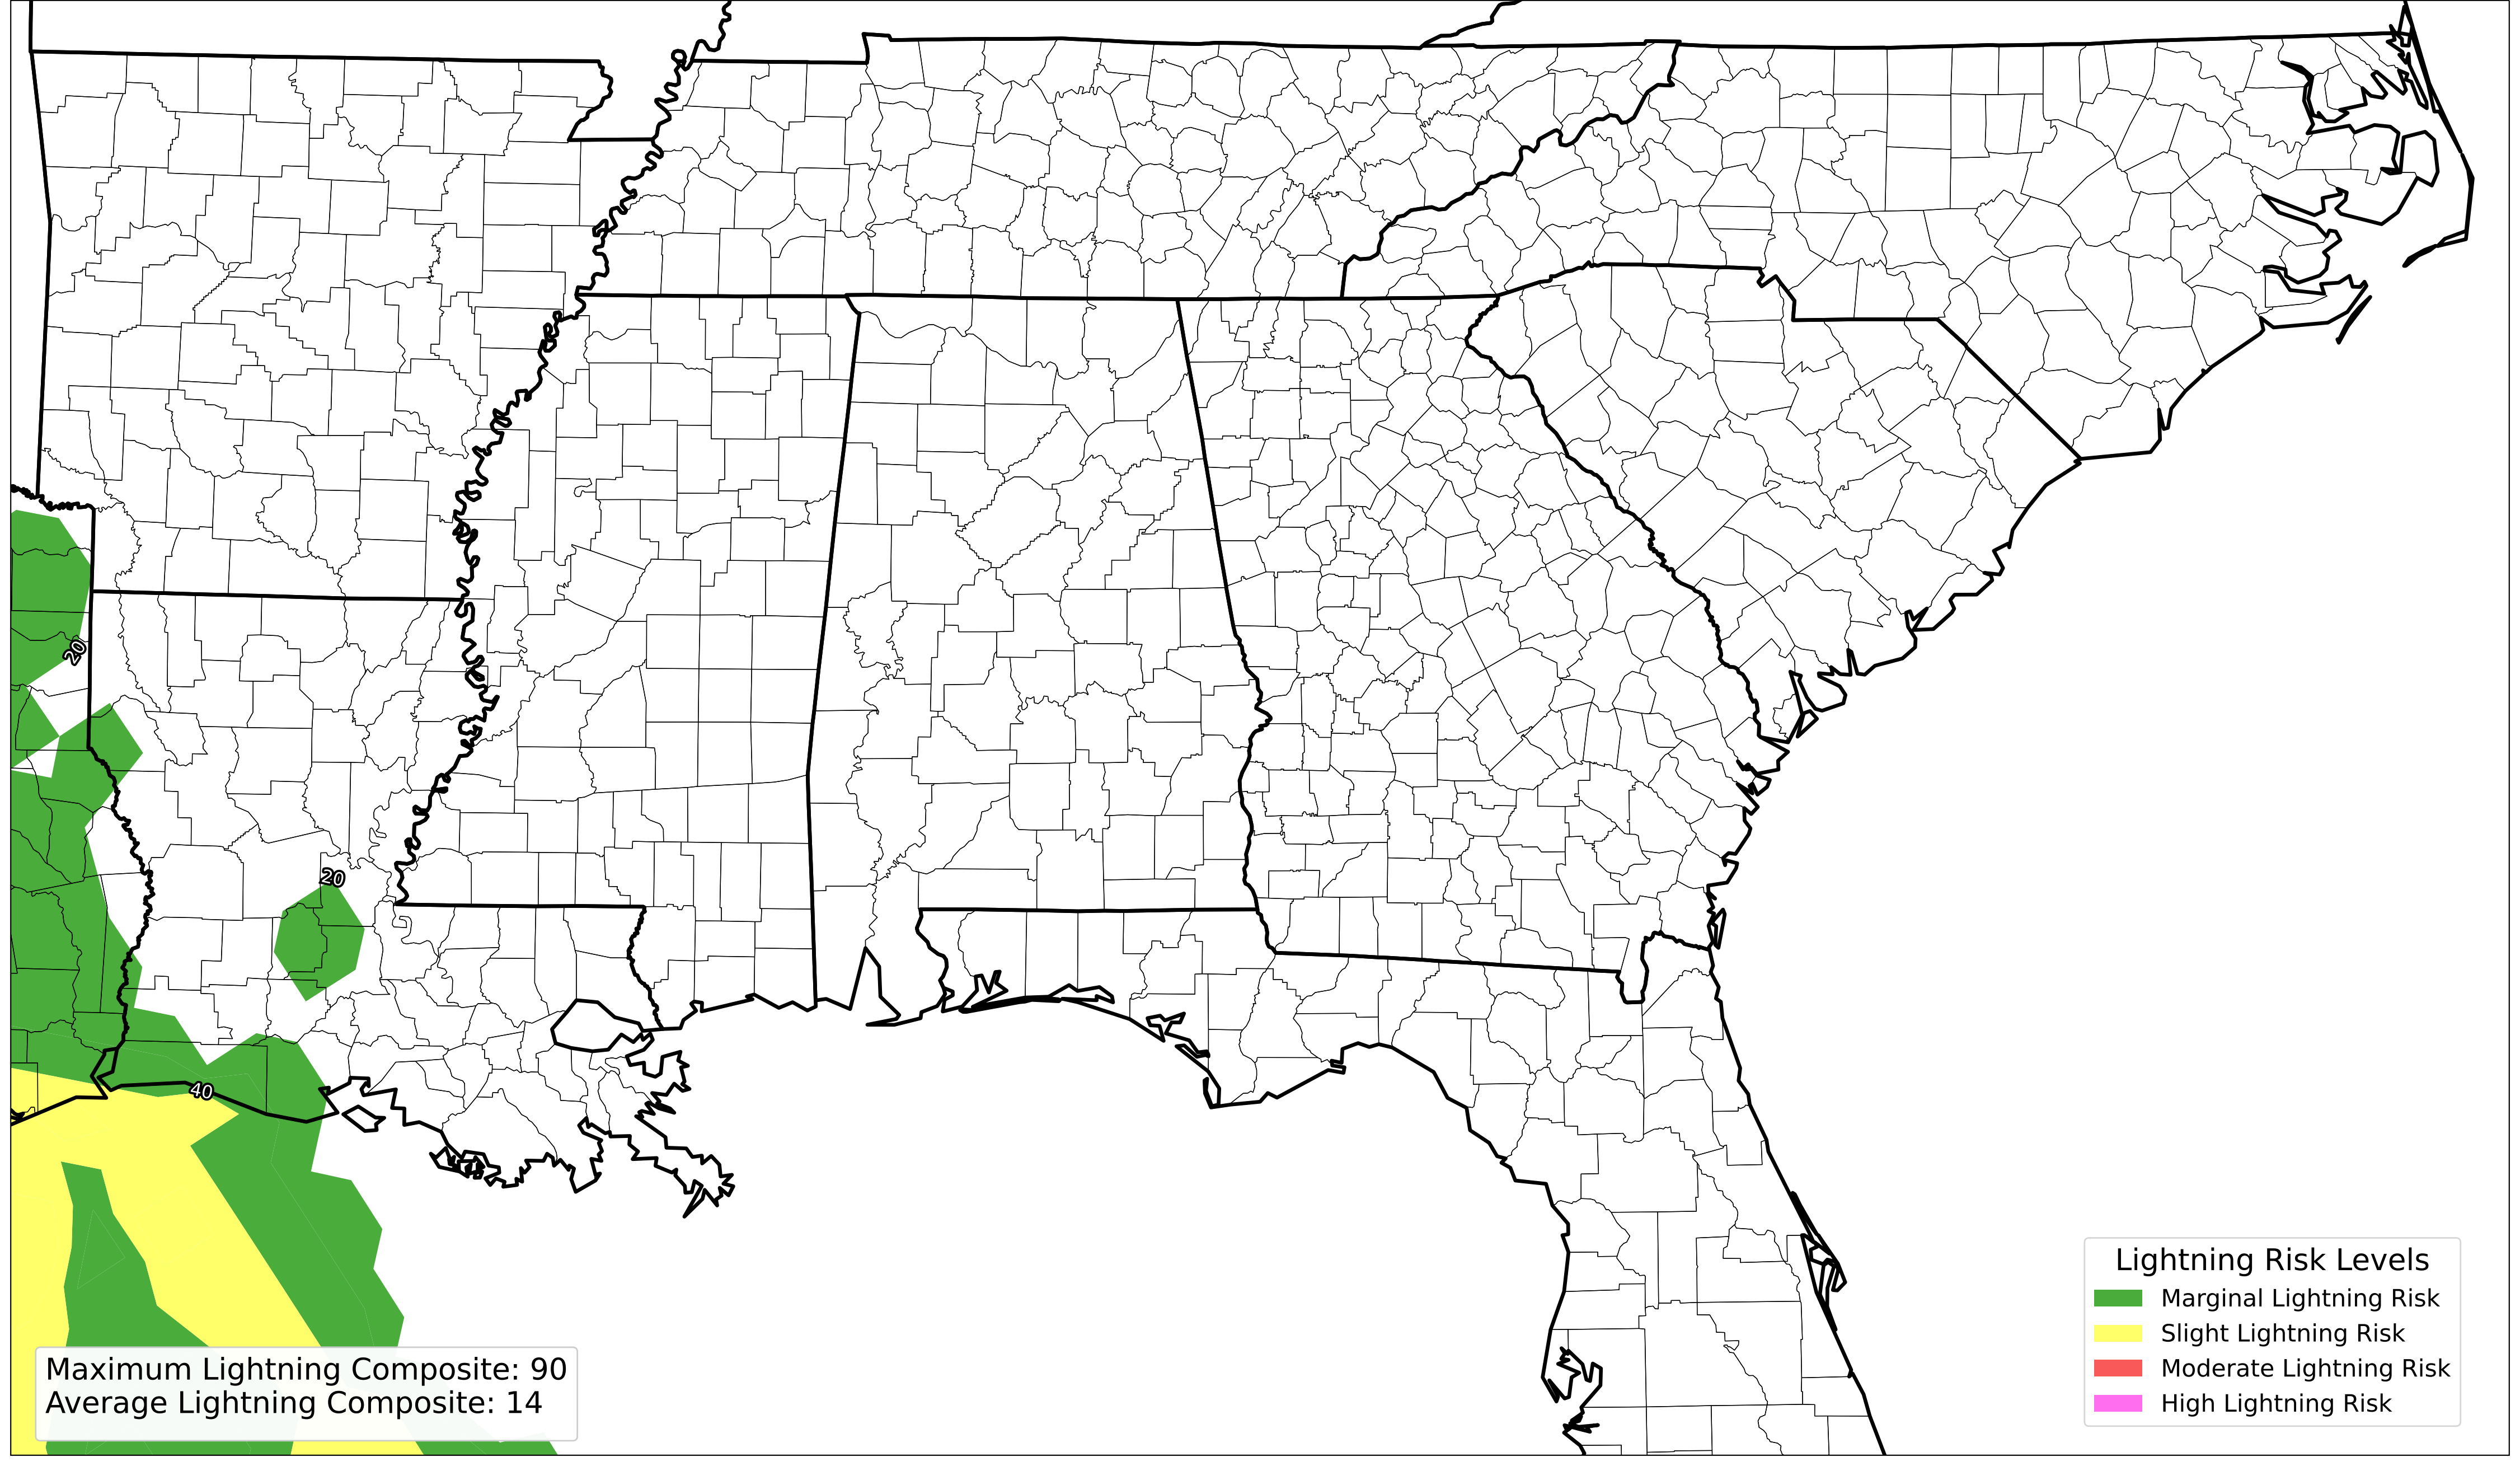 20
20
40
Maximum Lightning Composite: 90
Average Lightning Composite: 14
Lightning Risk Levels
Marginal Lightning Risk
Slight Lightning Risk
Moderate Lightning Risk
High Lightning Risk